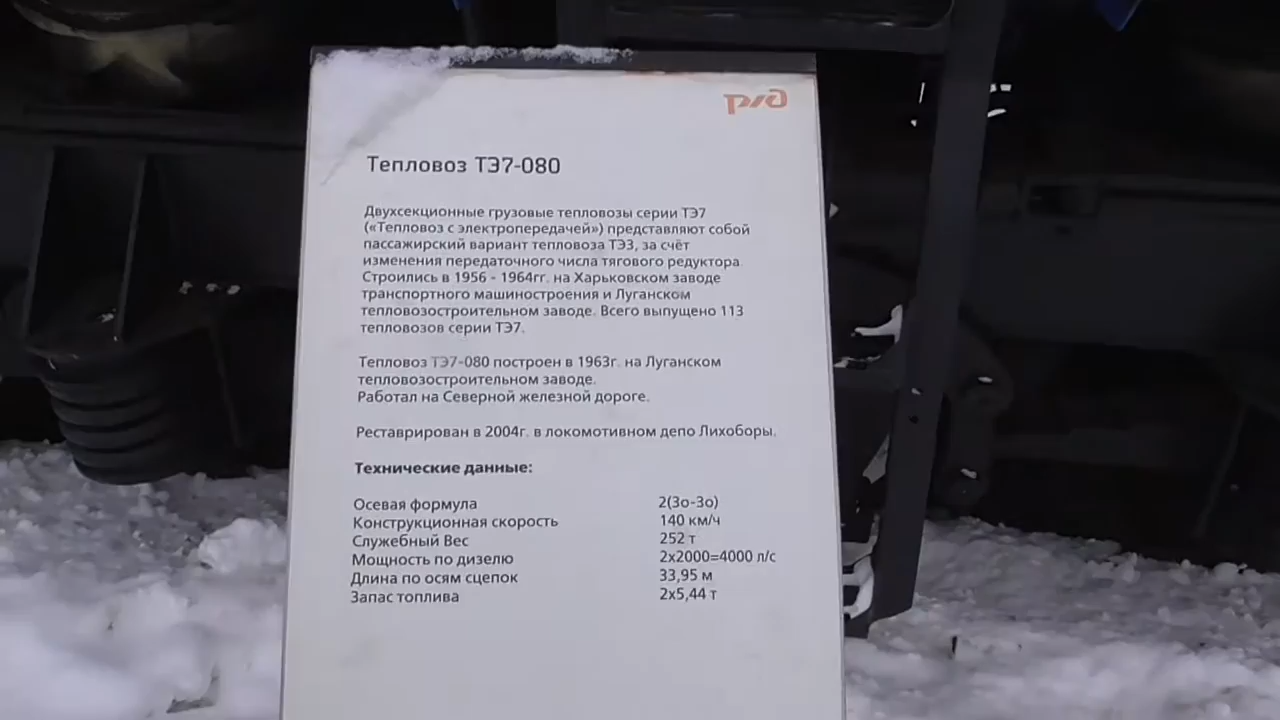 ржд
Тепловоз ТЭ7-080
Двухсекционные грузовые тепловозы серии ТЭ7
(«Тепловоз с электропередачей») представляют собой
пассажирский вариант тепловоза ТЭ3, за счёт
изменения передаточного числа тягового редуктора.
Строились в 1956 - 1964гг. на Харьковском заводе
транспортного машиностроения и Луганском
тепловозостроительном заводе. Всего выпущено 113
тепловозов серии ТЭ7.
Тепловоз ТЭ7-080 построен в 1963г. на Луганском
тепловозостроительном заводе.
Работал на Северной железной дороге.
Реставрирован в 2004г. в локомотивном депо Лихоборы.
Технические данные:
Осевая формула 2(3о-3о)
Конструкционная скорость 140 км/ч
Служебный Вес 252 т
Мощность по дизелю 2х2000=4000 л/с
Длина по осям сцепок 33,95 м
Запас топлива 2х5,44 т